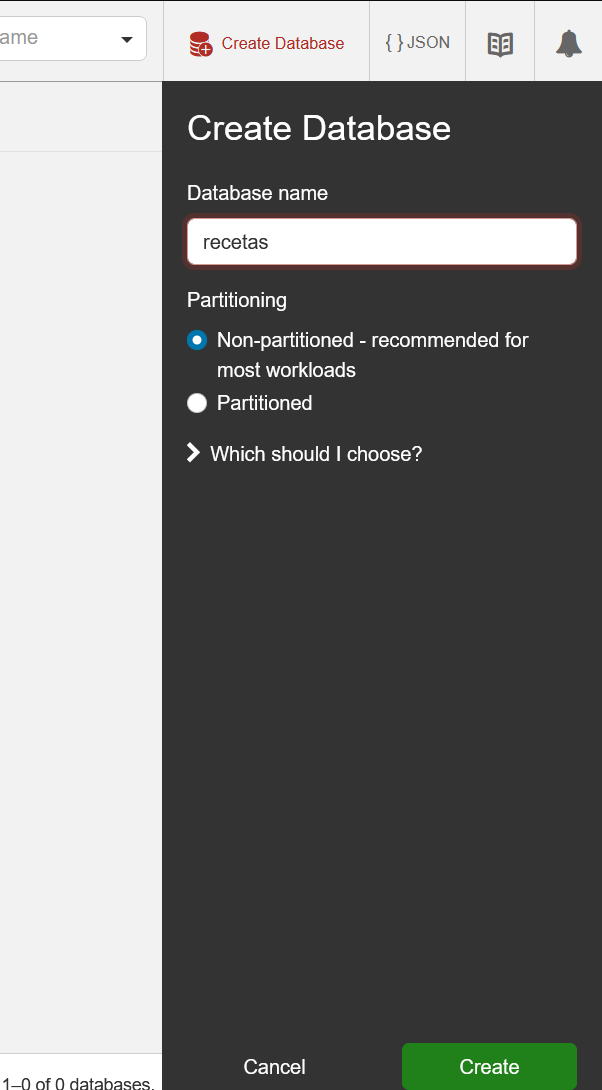 ame
Create Database
{ } JSON
Create Database
Database name
recetas
Partitioning
Non-partitioned - recommended for
most workloads
Partitioned
Which should I choose?
1–0 of 0 databases.
Cancel
Create